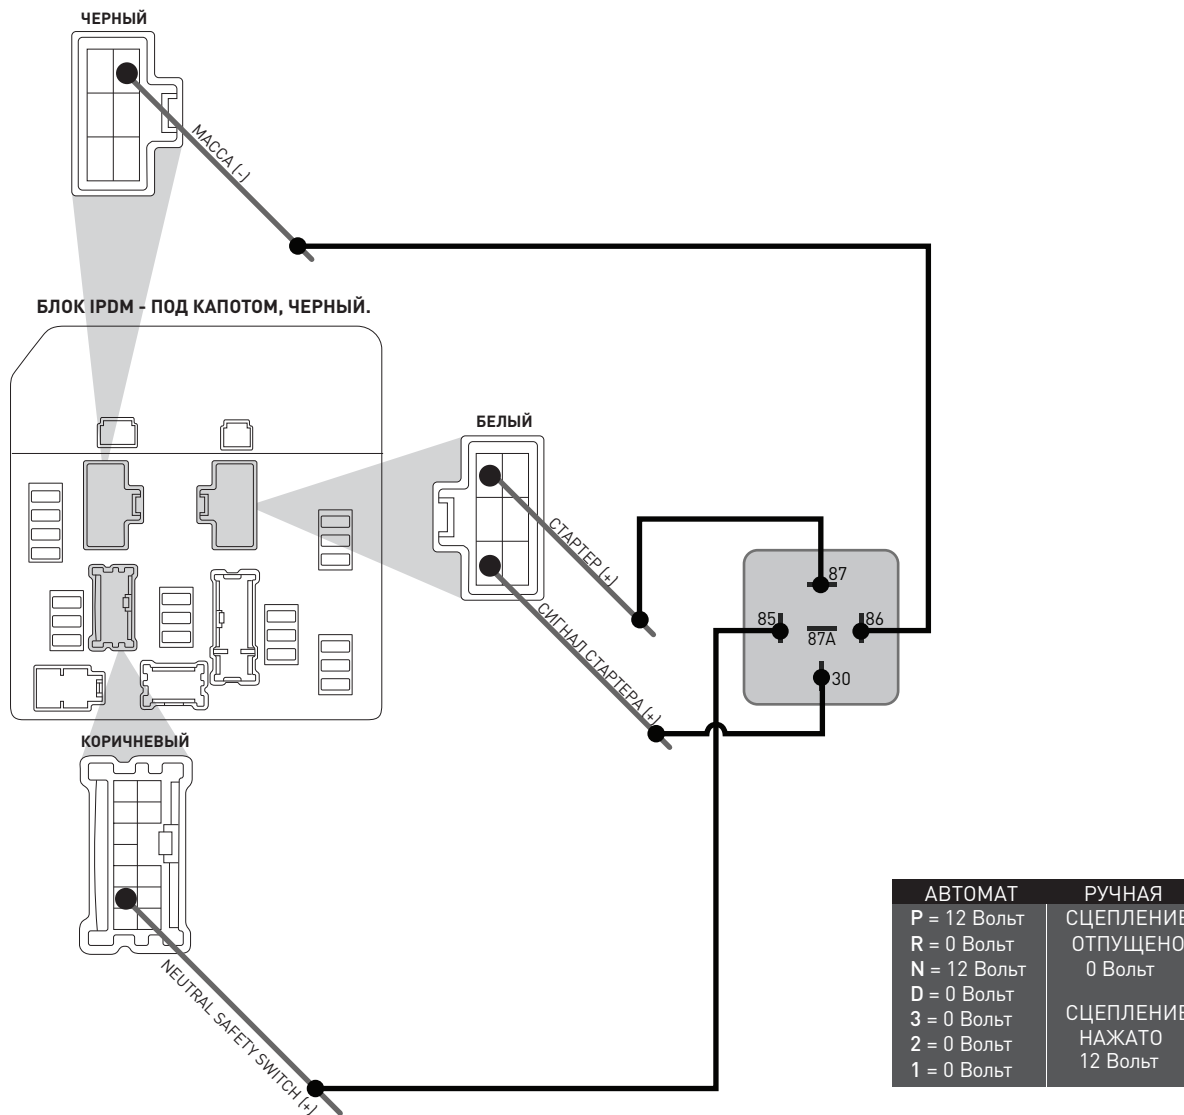 ЧЕРНЫЙ
МАССА (-)
БЛОК IPDM - ПОД КАПОТОМ, ЧЕРНЫЙ.
БЕЛЫЙ
СТАРТЕР (+)
СИГНАЛ СТАРТЕРА (+)
87
85
86
87A
30
КОРИЧНЕВЫЙ
NEUTRAL SAFETY SWITCH (+)
АВТОМАТ
P = 12 Вольт
R = 0 Вольт
N = 12 Вольт
D = 0 Вольт
3 = 0 Вольт
2 = 0 Вольт
1 = 0 Вольт
РУЧНАЯ
СЦЕПЛЕНИЕ
ОТПУЩЕНО
0 Вольт
СЦЕПЛЕНИЕ
НАЖАТО
12 Вольт